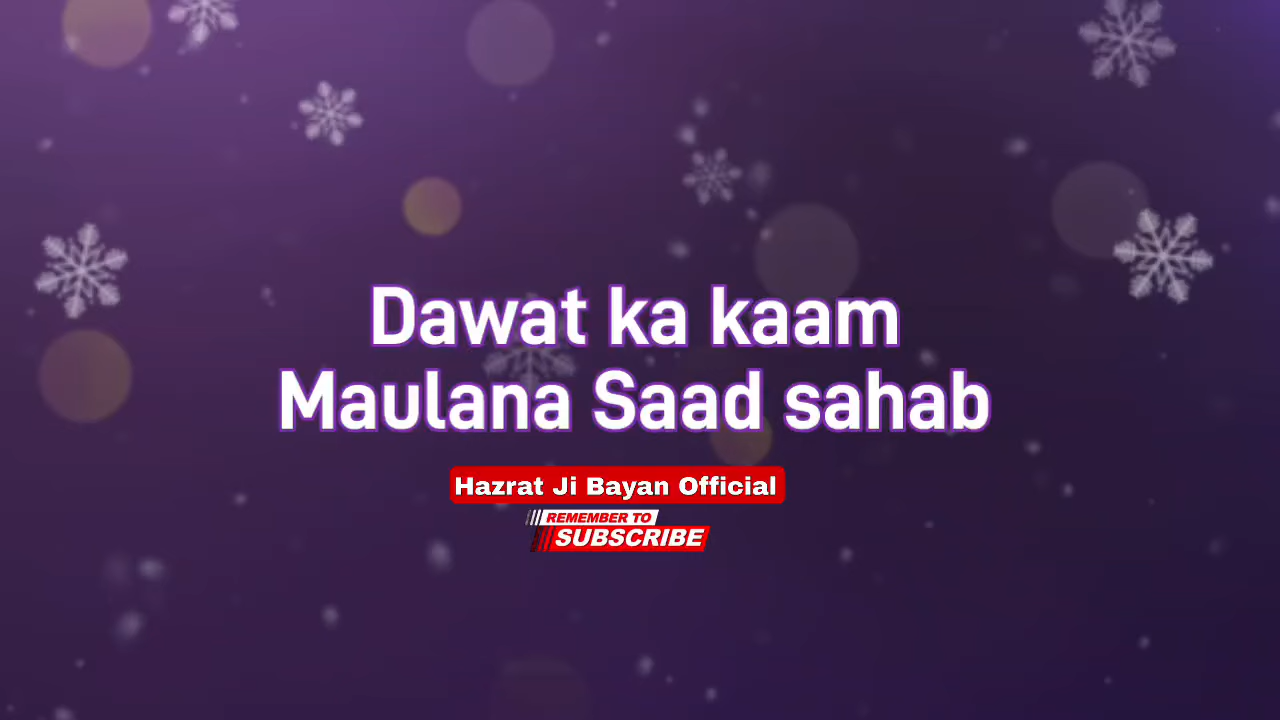 Dawat ka kaam
Maulana Saad sahab
Hazrat Ji Bayan Official
REMEMBER TO
SUBSCRIBE